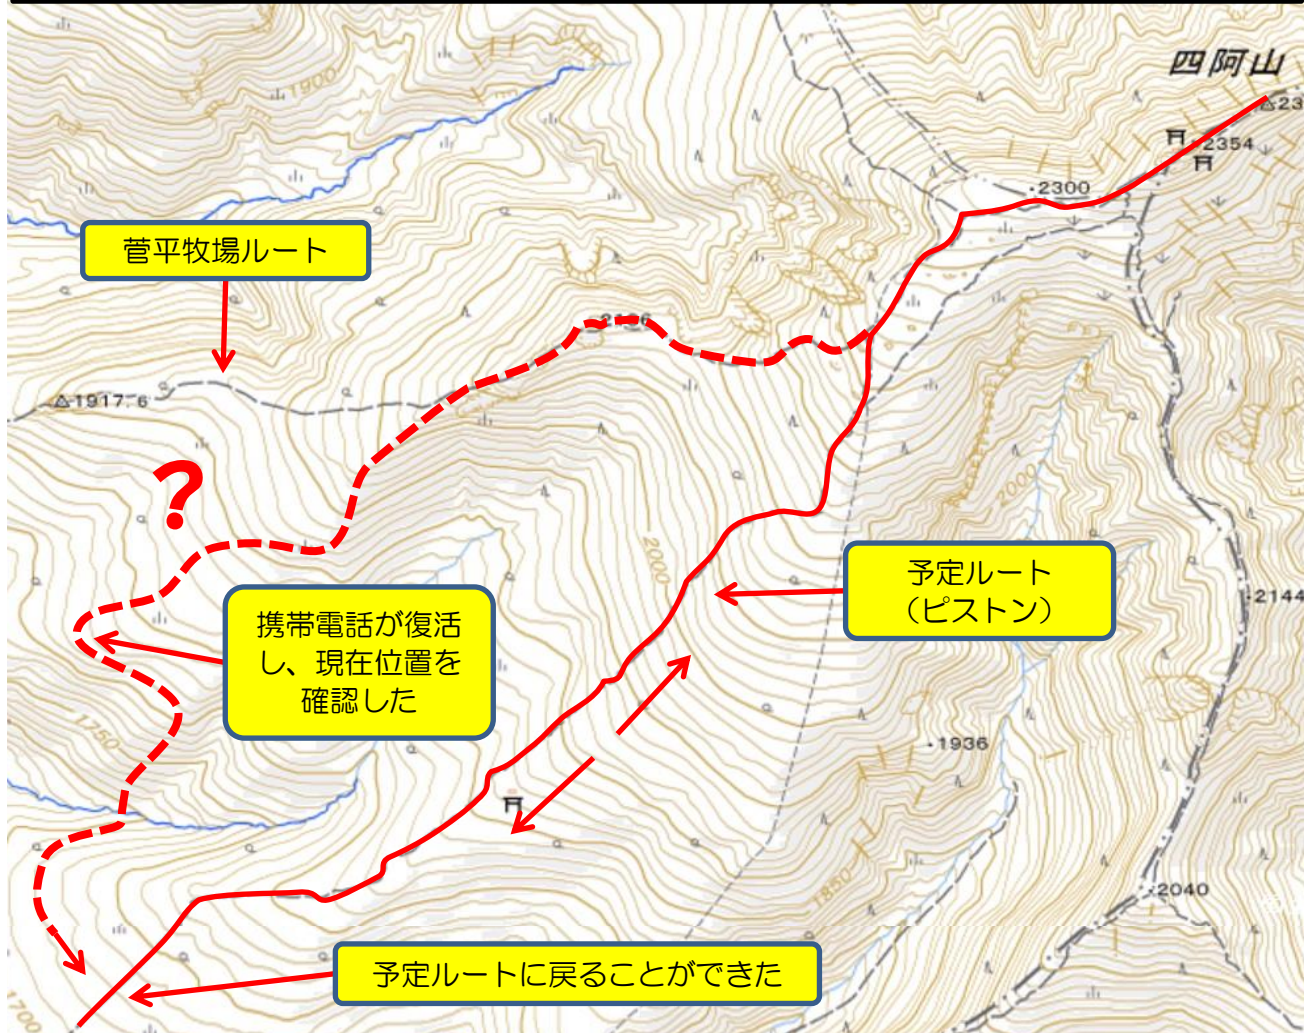 四阿山
1900
2354
2300
菅平牧場ルート
1917.6
2000
2000
予定ルート
（ピストン）
2144
携帯電話が復活
し、現在位置を
確認した
?
1750
1936
1850
2040
予定ルートに戻ることができた
1700